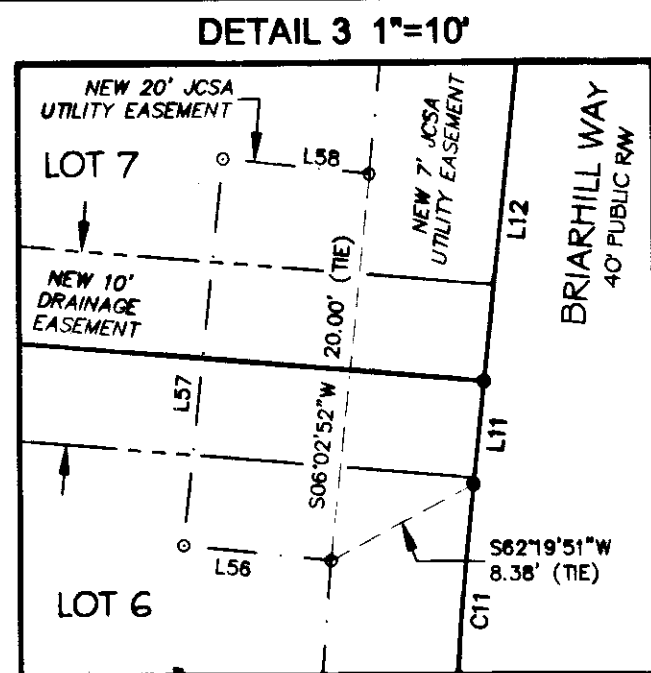 DETAIL 3 1"=10'
NEW 20' JCSA
UTILITY EASEMENT
LOT 7
L58
NEW 7' JCSA
UTILITY EASEMENT
L12
BRIARHILL WAY
40' PUBLIC R/W
NEW 10'
DRAINAGE
EASEMENT
S06°02'52"W 20.00' (TIE)
L57
L11
S62°19'51"W
8.38' (TIE)
L56
LOT 6
C11